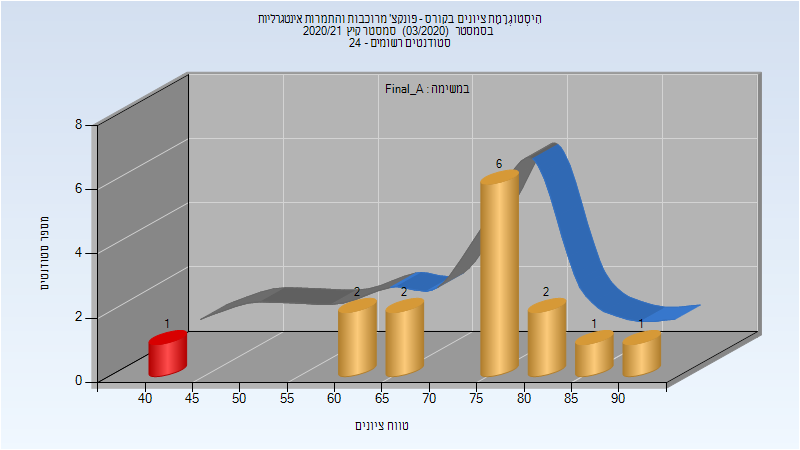 היסטוגרמת ציונים בקורס - פונקצ' מרוכבות והתמרות אינטגרליות
בסמסטר (03/2020) סמסטר קיץ 2020/21
סטודנטים רשומים - 24
במשימה : Final_A
מספר סטודנטים
8
6
4
2
0
1
2
2
6
2
1
1
40 45 50 55 60 65 70 75 80 85 90
טווח ציונים